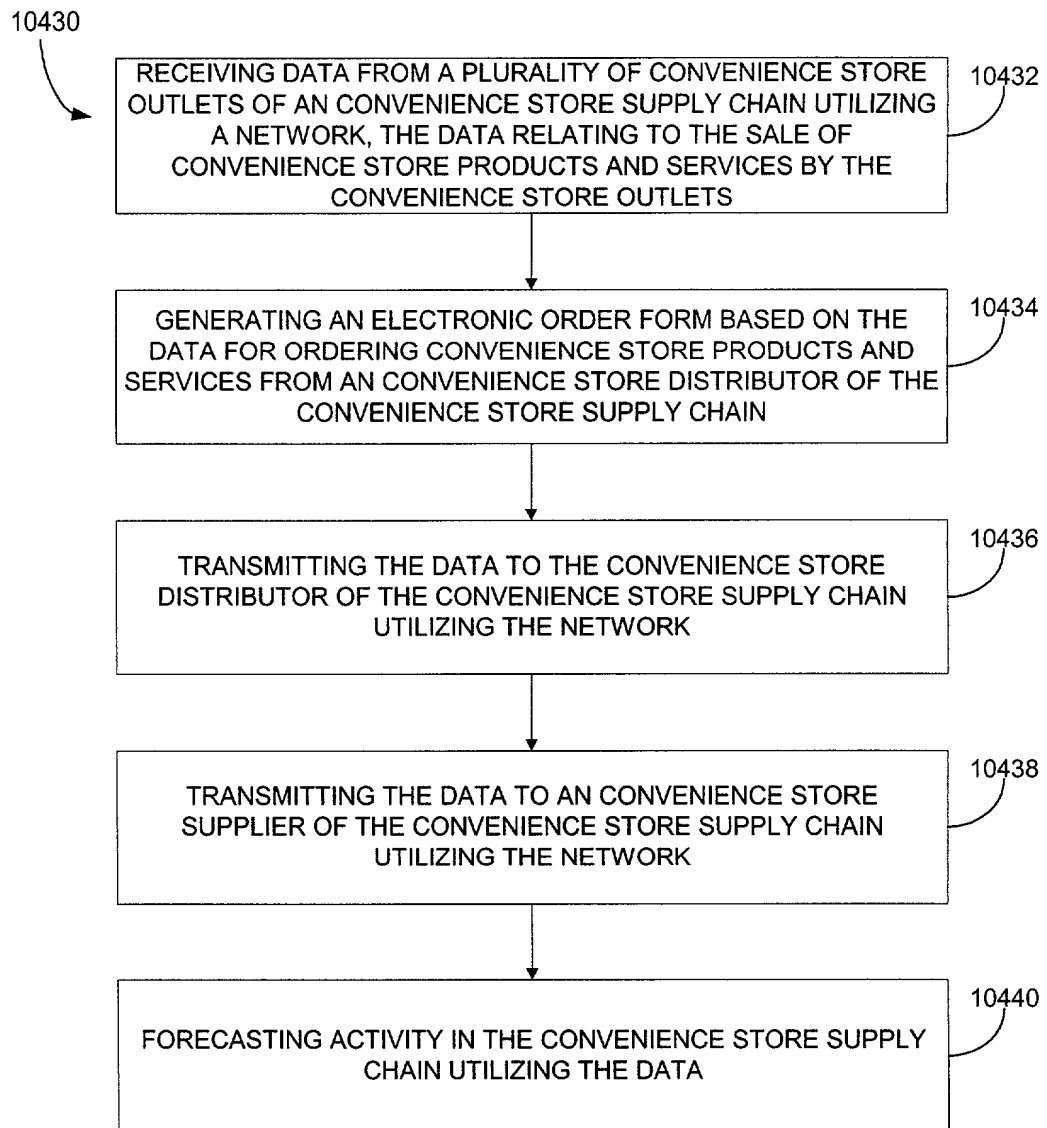 10430
RECEIVING DATA FROM A PLURALITY OF CONVENIENCE STORE
OUTLETS OF AN CONVENIENCE STORE SUPPLY CHAIN UTILIZING
A NETWORK, THE DATA RELATING TO THE SALE OF
CONVENIENCE STORE PRODUCTS AND SERVICES BY THE
CONVENIENCE STORE OUTLETS
10432
GENERATING AN ELECTRONIC ORDER FORM BASED ON THE
DATA FOR ORDERING CONVENIENCE STORE PRODUCTS AND
SERVICES FROM AN CONVENIENCE STORE DISTRIBUTOR OF THE
CONVENIENCE STORE SUPPLY CHAIN
10434
TRANSMITTING THE DATA TO THE CONVENIENCE STORE
DISTRIBUTOR OF THE CONVENIENCE STORE SUPPLY CHAIN
UTILIZING THE NETWORK
10436
TRANSMITTING THE DATA TO AN CONVENIENCE STORE
SUPPLIER OF THE CONVENIENCE STORE SUPPLY CHAIN
UTILIZING THE NETWORK
10438
FORECASTING ACTIVITY IN THE CONVENIENCE STORE SUPPLY
CHAIN UTILIZING THE DATA
10440